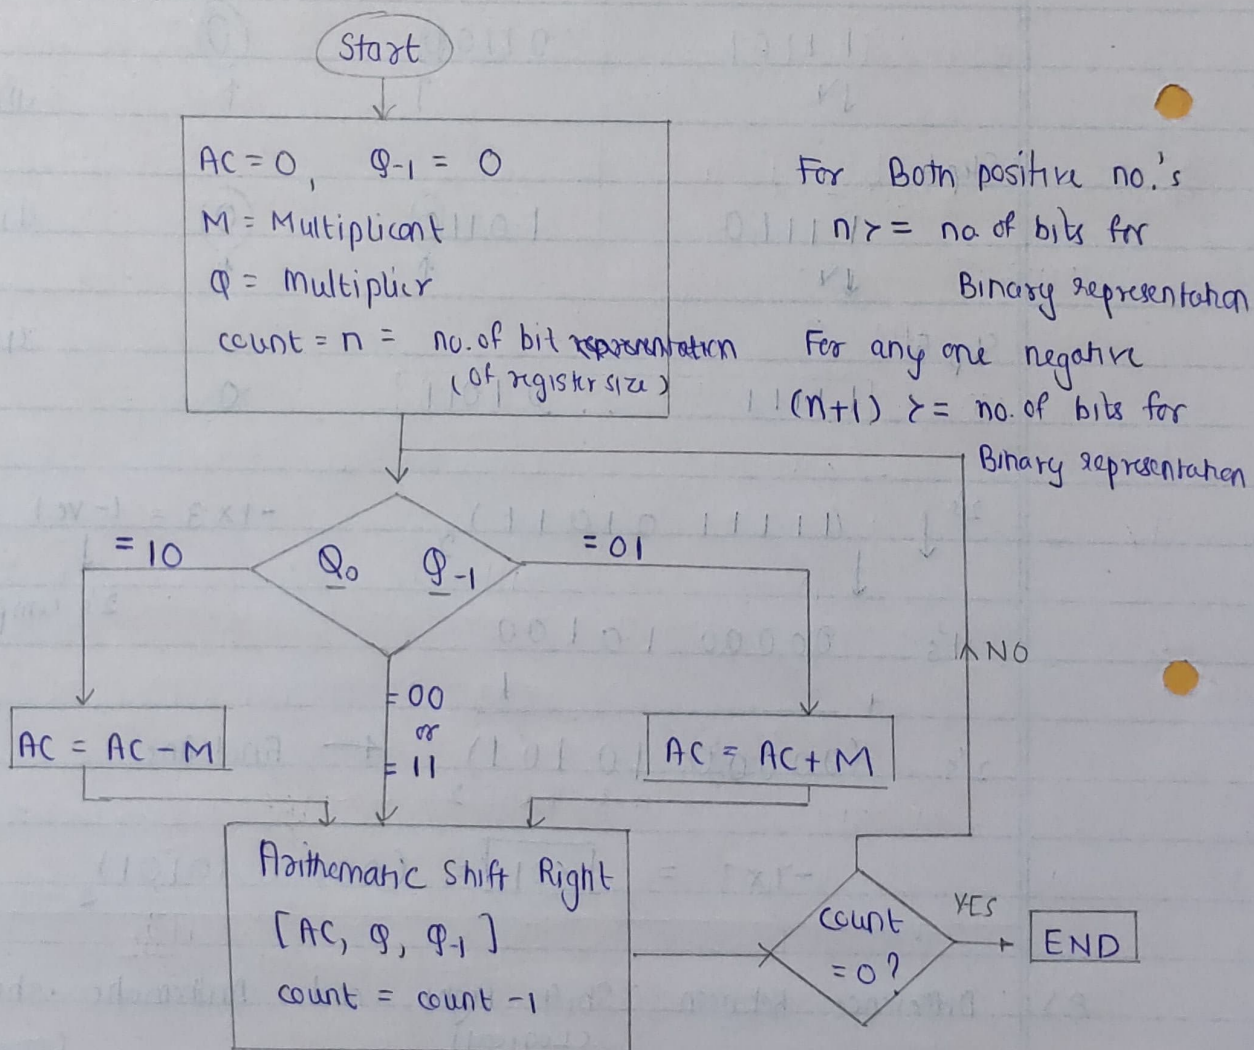 Start
AC = 0, Q-1 = 0
M = Multiplicant
Q = Multiplier
count = n = no. of bit representation
(of register size)
For Both positive no.'s
n/r = no of bits for
Binary representation
For any one negative
(n+1) r = no. of bits for
Binary representation
= 10
Q0 Q-1
= 01
NO
= 00
or
= 11
AC = AC - M
AC = AC + M
Arithematic Shift Right
[AC, Q, Q-1]
count = count -1
count
= 0?
YES
END